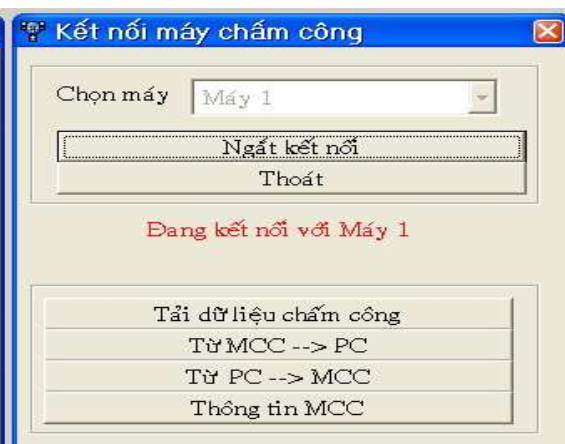 Kết nối máy chấm công
Chọn máy Máy 1
Ngắt kết nối
Thoát
Đang kết nối với Máy 1
Tải dữ liệu chấm công
Từ MCC --> PC
Từ PC --> MCC
Thông tin MCC